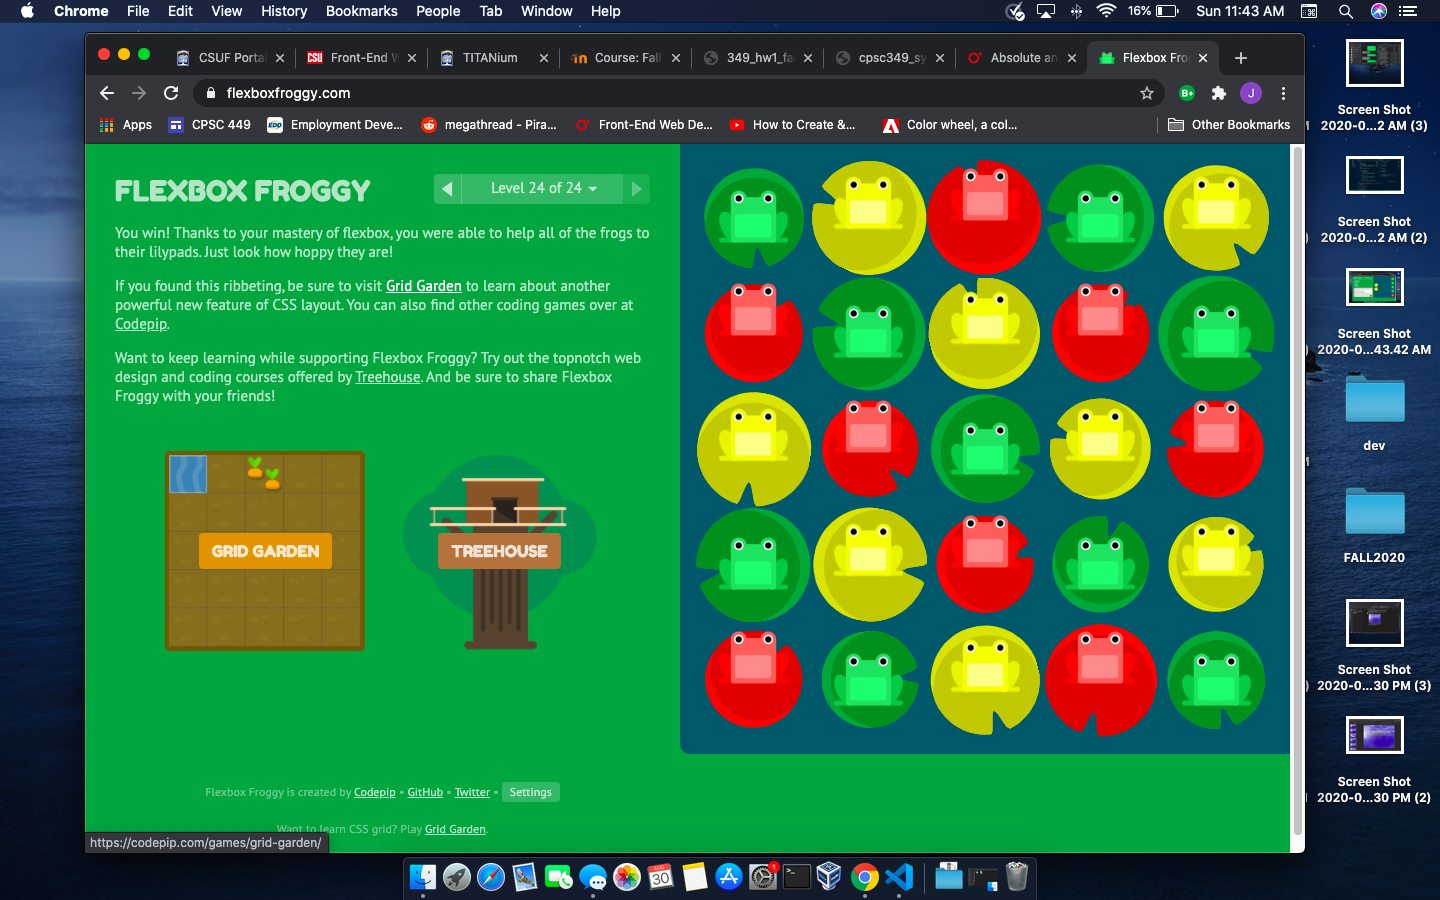 Chrome File Edit View History Bookmarks People Tab Window Help 16% Sun 11:43 AM
CSUF Portal Front-End W TITANium Course: Fall 349_hw1_fa cpsc349_sy Absolute an Flexbox Fro
flexboxfroggy.com
B+ J
Apps CPSC 449 EDD Employment Deve... megathread - Pira... Front-End Web De... How to Create &... Color wheel, a col... Other Bookmarks
FLEXBOX FROGGY
Level 24 of 24
You win! Thanks to your mastery of flexbox, you were able to help all of the frogs to
their lilypads. Just look how hoppy they are!
If you found this ribbeting, be sure to visit Grid Garden to learn about another
powerful new feature of CSS layout. You can also find other coding games over at
Codepip.
Want to keep learning while supporting Flexbox Froggy? Try out the topnotch web
design and coding courses offered by Treehouse. And be sure to share Flexbox
Froggy with your friends!
GRID GARDEN
TREEHOUSE
Flexbox Froggy is created by Codepip • GitHub • Twitter • Settings
Want to learn CSS grid? Play Grid Garden.
https://codepip.com/games/grid-garden/
Screen Shot
2020-0...2 AM (3)
Screen Shot
2020-0...2 AM (2)
Screen Shot
2020-0...43.42 AM
dev
FALL2020
Screen Shot
2020-0...30 PM (3)
Screen Shot
2020-0...30 PM (2)
AUG
30
1